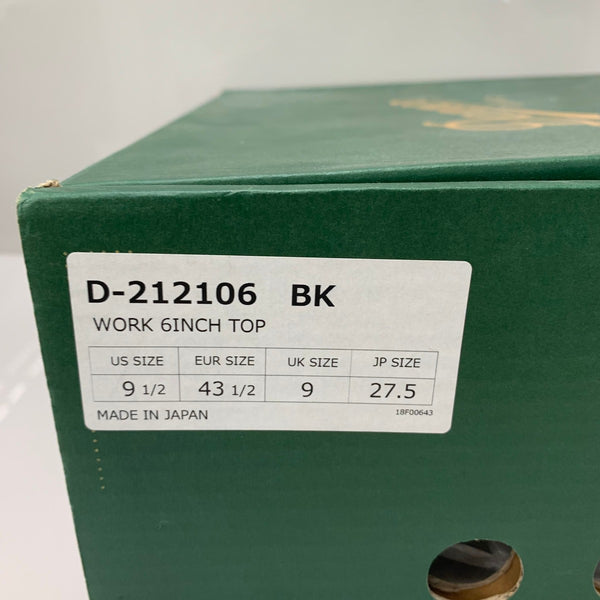 D-212106 BK
WORK 6INCH TOP
US SIZE EUR SIZE UK SIZE JP SIZE
9 1/2 43 1/2 9 27.5
MADE IN JAPAN 18F00643